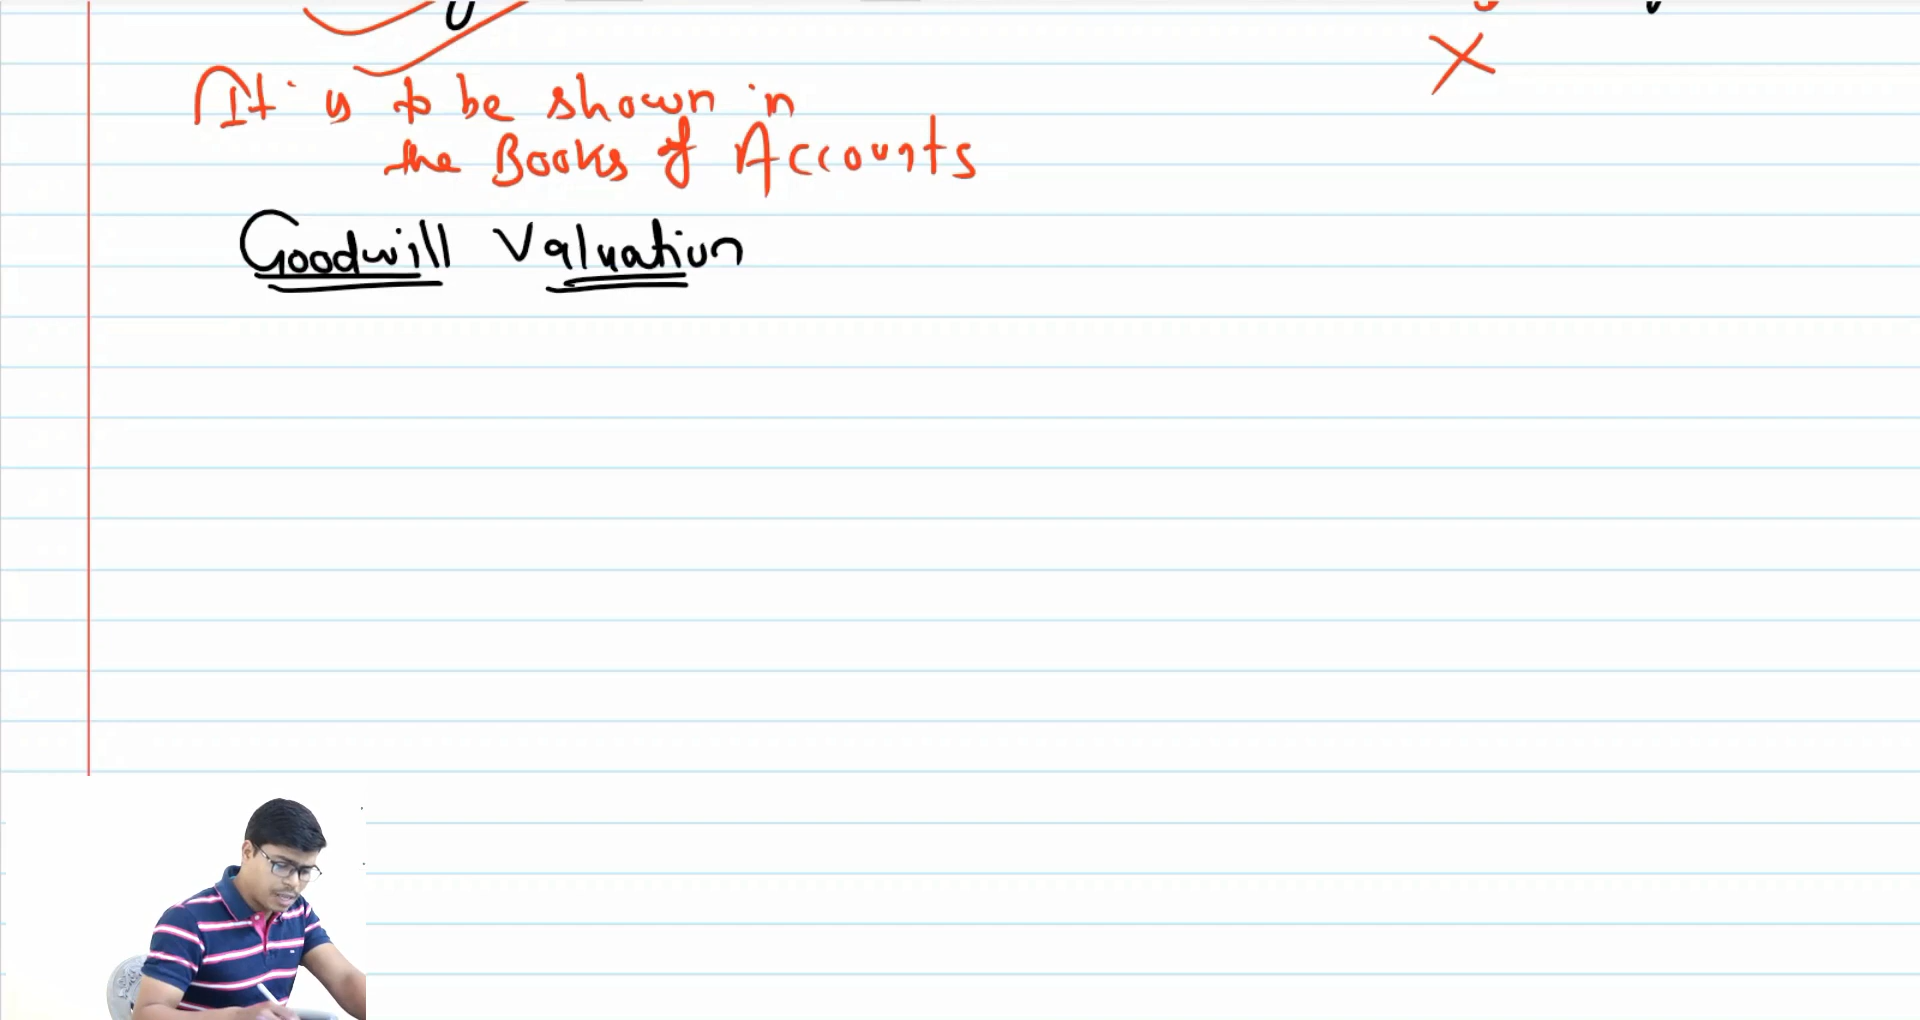 It is to be shown in
the Books of Accounts
Goodwill Valuation